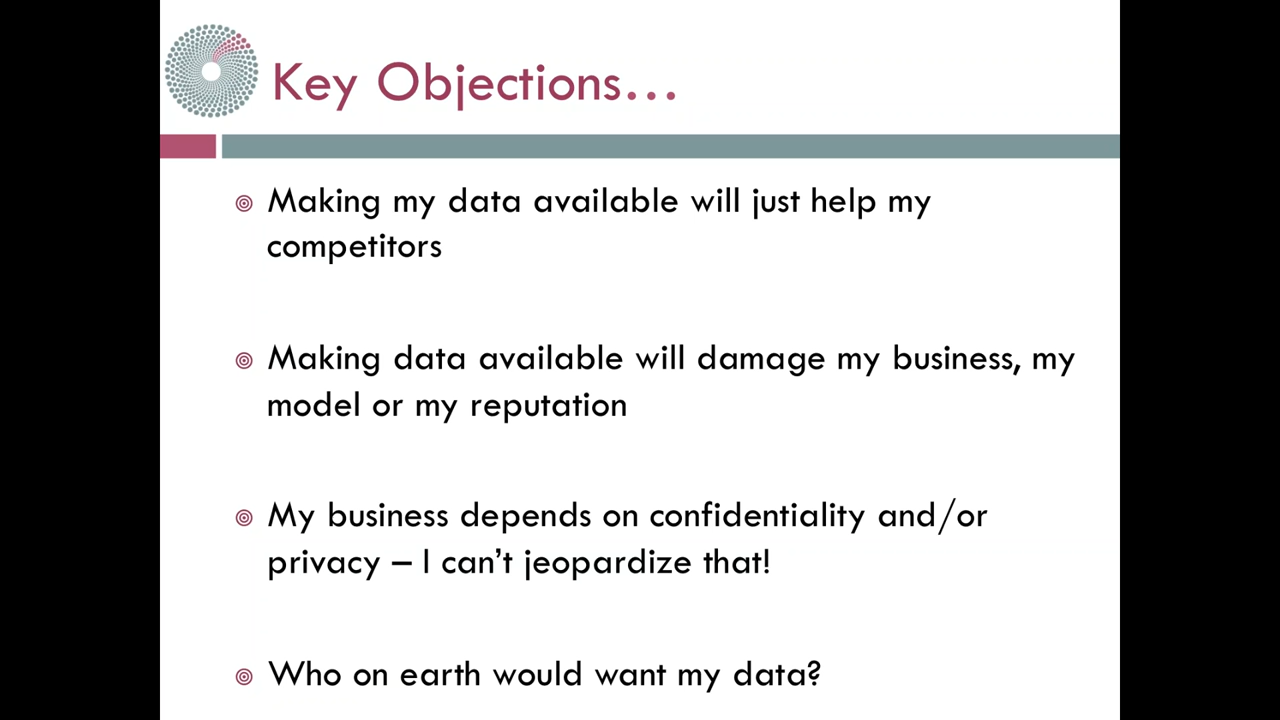 Key Objections...
Making my data available will just help my
competitors
Making data available will damage my business, my
model or my reputation
My business depends on confidentiality and/or
privacy – I can't jeopardize that!
Who on earth would want my data?